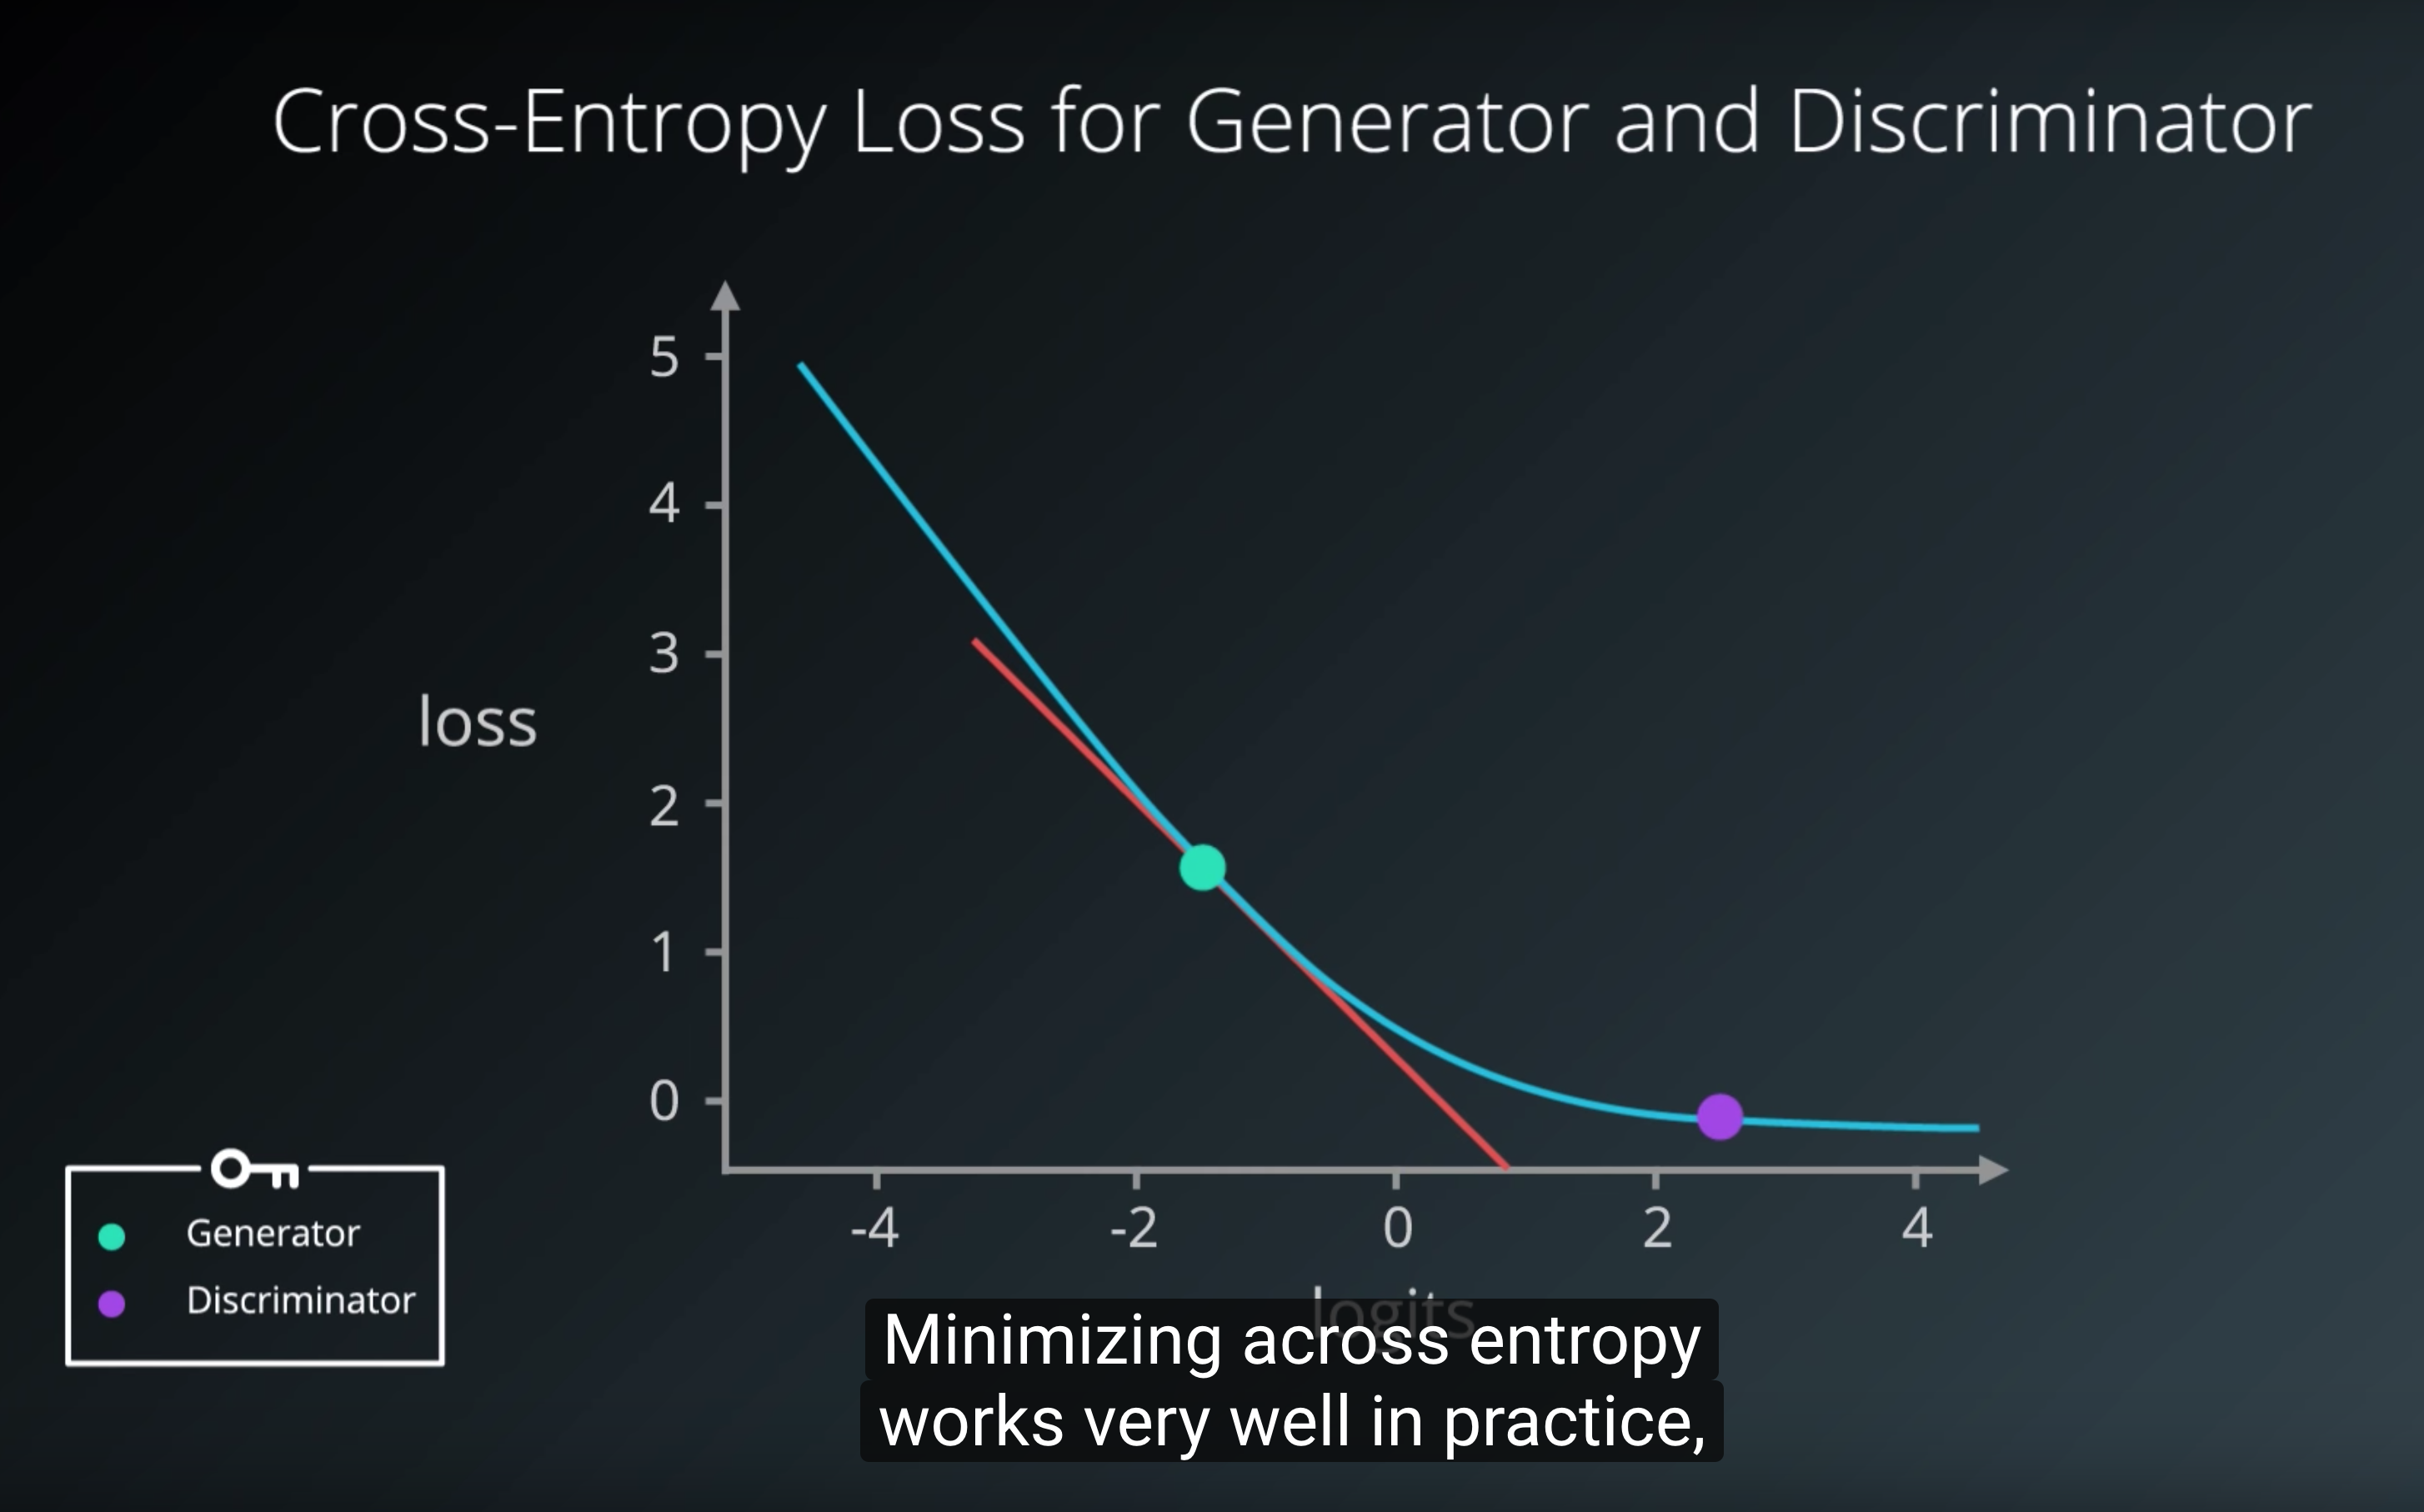 Cross-Entropy Loss for Generator and Discriminator
5
4
3
2
1
0
loss
-4 -2 0 2 4
logits
Generator
Discriminator
Minimizing across entropy
works very well in practice,